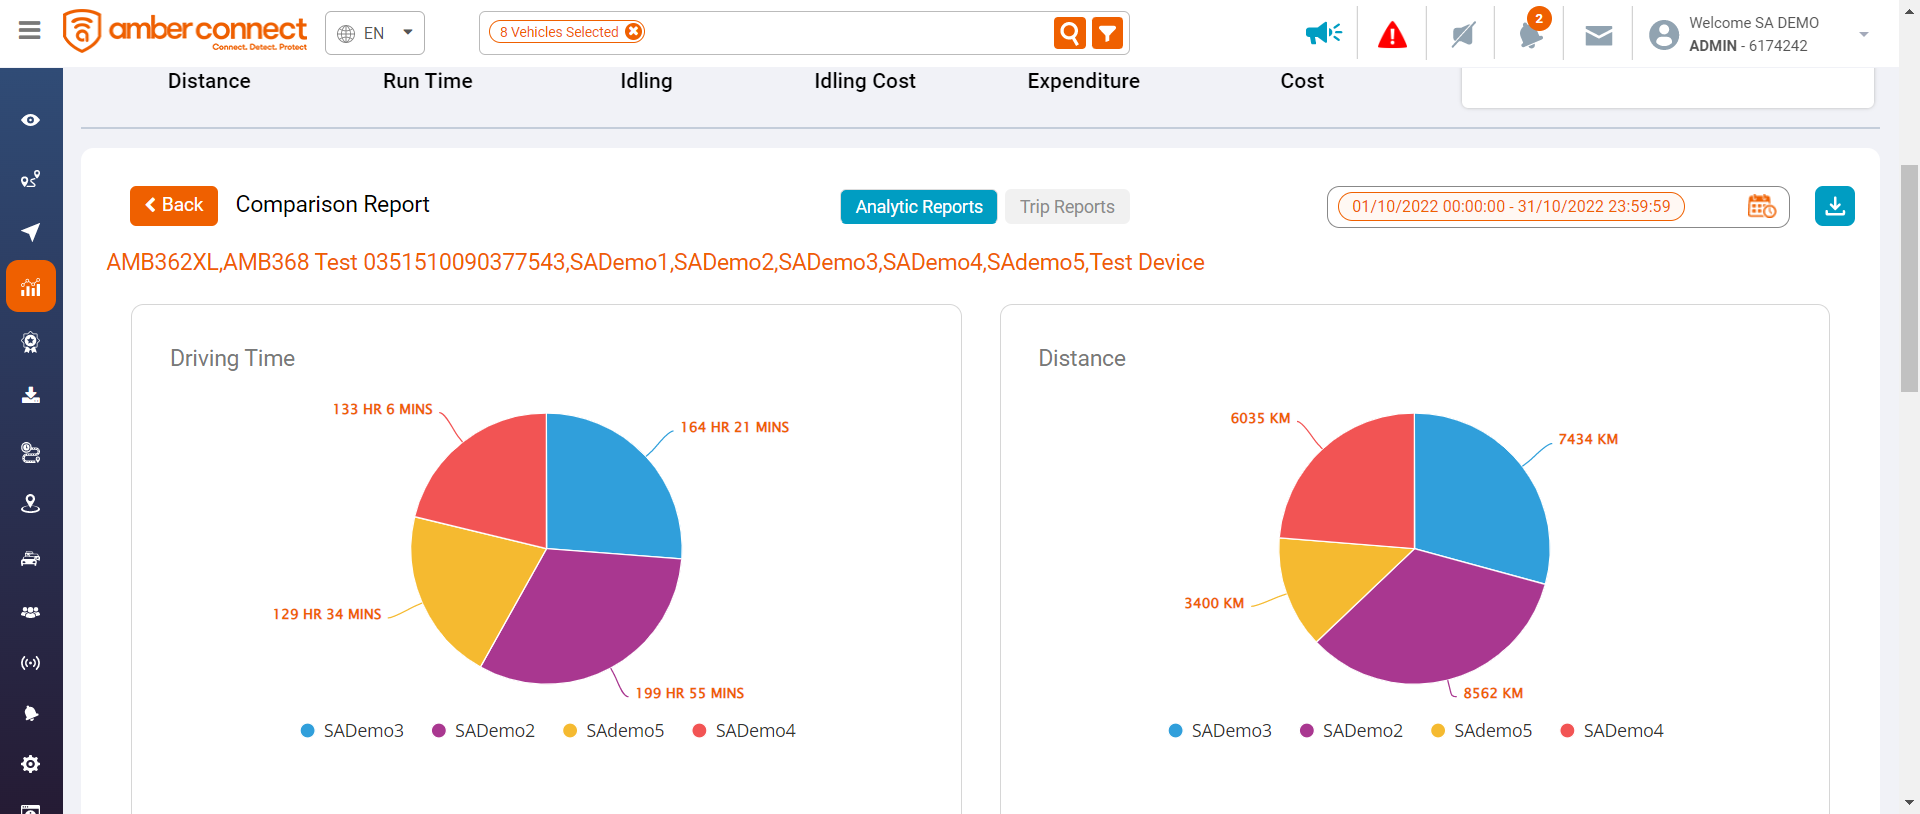 amber connect
Connect. Detect. Protect
EN
8 Vehicles Selected
2
Welcome SA DEMO
ADMIN - 6174242
Distance Run Time Idling Idling Cost Expenditure Cost
Back Comparison Report Analytic Reports Trip Reports 01/10/2022 00:00:00 - 31/10/2022 23:59:59
AMB362XL,AMB368 Test 0351510090377543,SADemo1,SADemo2,SADemo3,SADemo4,SAdemo5,Test Device
Driving Time
133 HR 6 MINS
164 HR 21 MINS
129 HR 34 MINS
199 HR 55 MINS
SADemo3 SADemo2 SAdemo5 SADemo4
Distance
6035 KM
7434 KM
3400 KM
8562 KM
SADemo3 SADemo2 SAdemo5 SADemo4